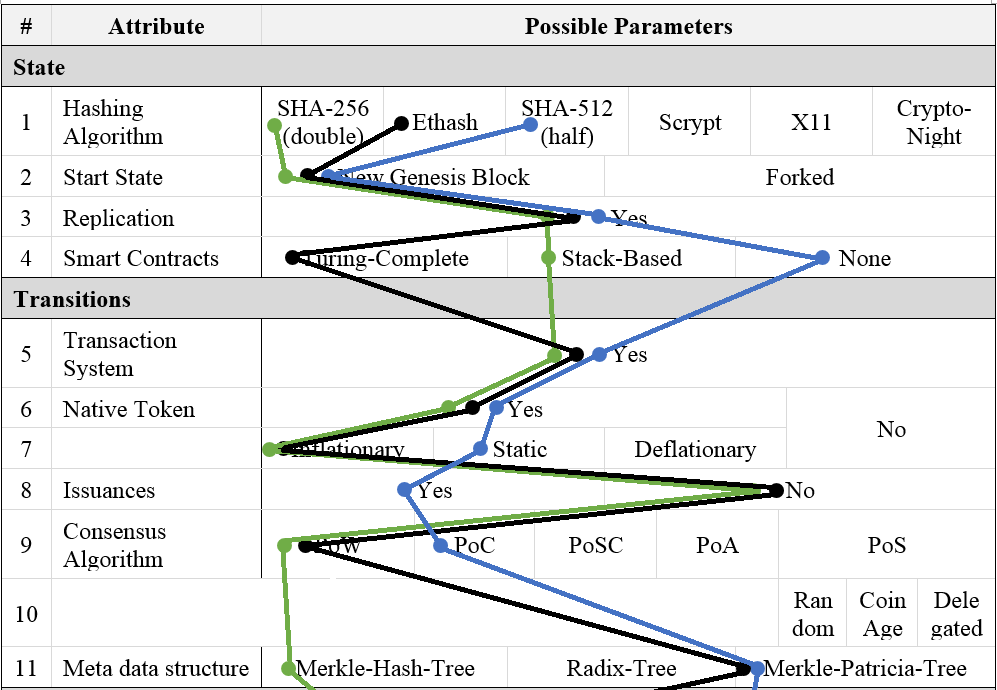 # Attribute Possible Parameters
State
1 Hashing Algorithm SHA-256 (double) Ethash SHA-512 (half) Scrypt X11 Crypto-Night
2 Start State New Genesis Block Forked
3 Replication Yes
4 Smart Contracts Turing-Complete Stack-Based None
Transitions
5 Transaction System Yes
6 Native Token Yes No
7 Inflationary Static Deflationary
8 Issuances Yes No
9 Consensus Algorithm PoW PoC PoSC PoA PoS
10 Ran dom Coin Age Dele gated
11 Meta data structure Merkle-Hash-Tree Radix-Tree Merkle-Patricia-Tree